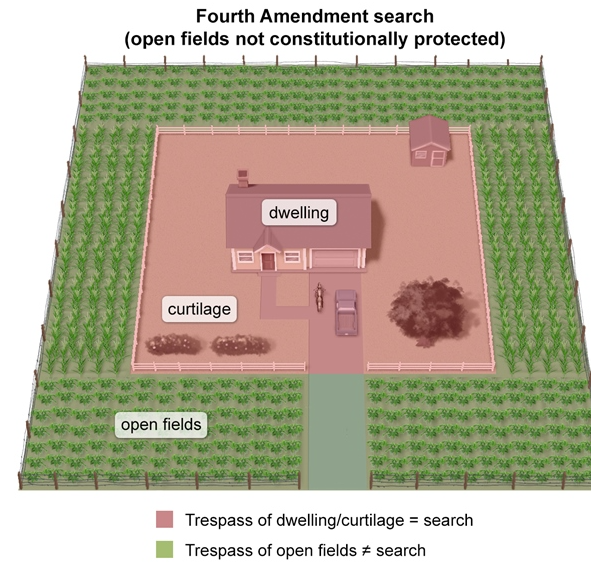 Fourth Amendment search
(open fields not constitutionally protected)
dwelling
curtilage
open fields
Trespass of dwelling/curtilage = search
Trespass of open fields ≠ search